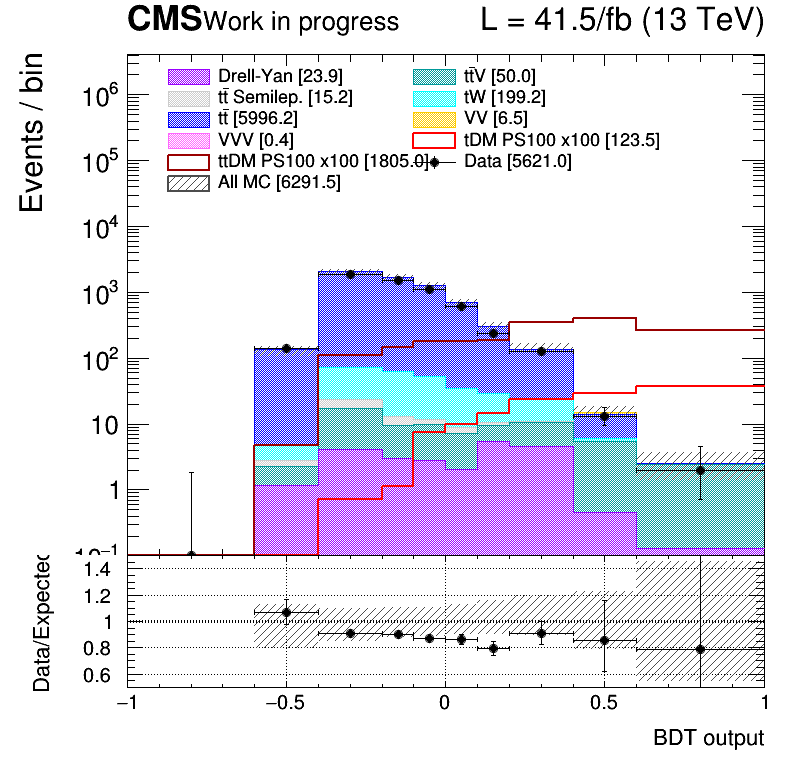 CMS Work in progress L = 41.5/fb (13 TeV)
Events / bin
Drell-Yan [23.9] tt̄V [50.0]
tt̄ Semilep. [15.2] tW [199.2]
tt̄ [5996.2] VV [6.5]
VVV [0.4] tDM PS100 x100 [123.5]
ttDM PS100 x100 [1805.0] Data [5621.0]
All MC [6291.5]
10⁶
10⁵
10⁴
10³
10²
10
1
10⁻¹
Data/Expected
1.4
1.2
1
0.8
0.6
−1 −0.5 0 0.5 1
BDT output